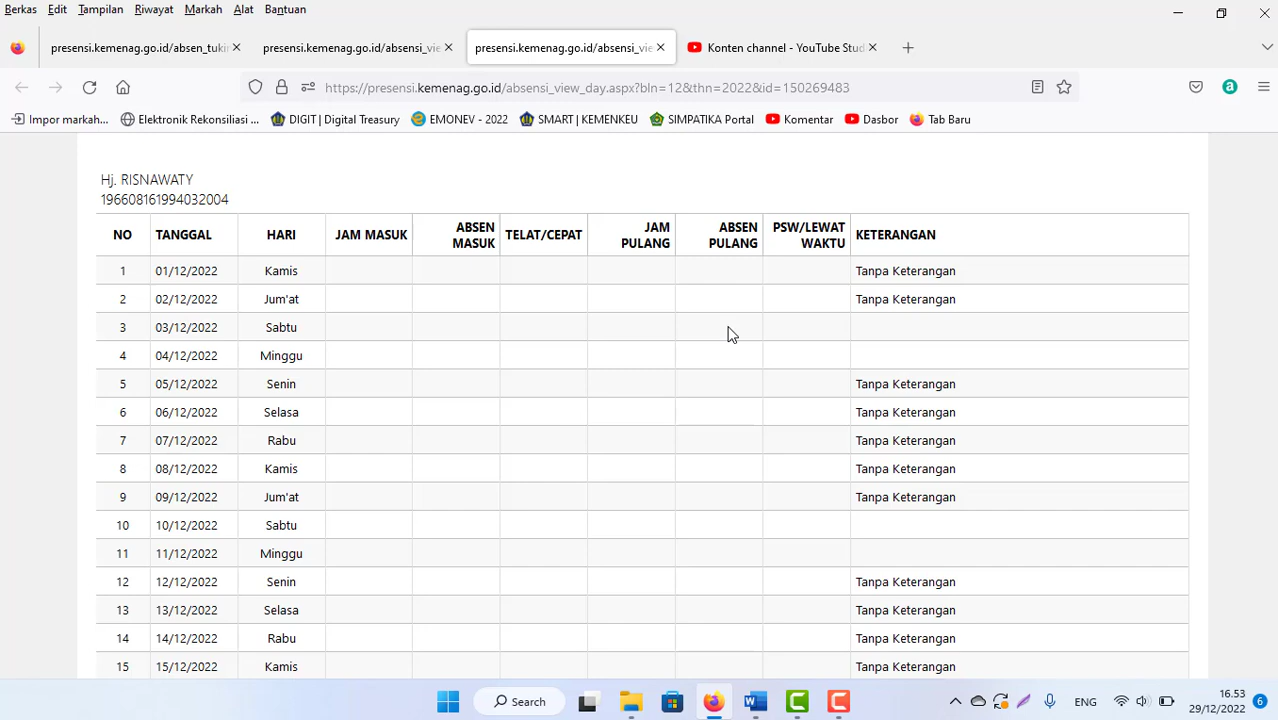 Berkas Edit Tampilan Riwayat Markah Alat Bantuan
presensi.kemenag.go.id/absen_tukin presensi.kemenag.go.id/absensi_vie presensi.kemenag.go.id/absensi_vie Konten channel - YouTube Stud
https://presensi.kemenag.go.id/absensi_view_day.aspx?bln=12&thn=2022&id=150269483
Impor markah... Elektronik Rekonsiliasi ... DIGIT | Digital Treasury EMONEV - 2022 SMART | KEMENKEU SIMPATIKA Portal Komentar Dasbor Tab Baru
Hj. RISNAWATY
196608161994032004
NO TANGGAL HARI JAM MASUK ABSEN MASUK TELAT/CEPAT JAM PULANG ABSEN PULANG PSW/LEWAT WAKTU KETERANGAN
1 01/12/2022 Kamis Tanpa Keterangan
2 02/12/2022 Jum'at Tanpa Keterangan
3 03/12/2022 Sabtu
4 04/12/2022 Minggu
5 05/12/2022 Senin Tanpa Keterangan
6 06/12/2022 Selasa Tanpa Keterangan
7 07/12/2022 Rabu Tanpa Keterangan
8 08/12/2022 Kamis Tanpa Keterangan
9 09/12/2022 Jum'at Tanpa Keterangan
10 10/12/2022 Sabtu
11 11/12/2022 Minggu
12 12/12/2022 Senin Tanpa Keterangan
13 13/12/2022 Selasa Tanpa Keterangan
14 14/12/2022 Rabu Tanpa Keterangan
15 15/12/2022 Kamis Tanpa Keterangan
Search ENG 16.53
29/12/2022 6